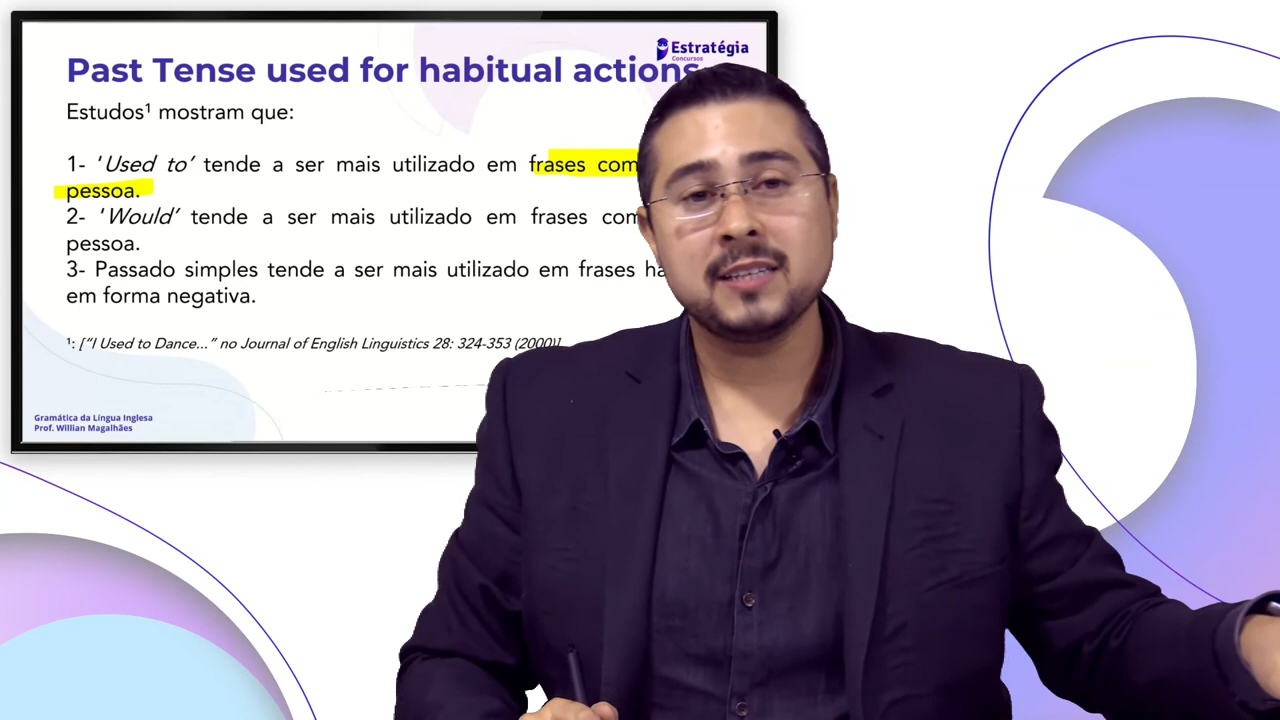 Estratégia
Concursos
Past Tense used for habitual actions
Estudos¹ mostram que:
1- ‘Used to’ tende a ser mais utilizado em frases com
pessoa.
2- ‘Would’ tende a ser mais utilizado em frases com
pessoa.
3- Passado simples tende a ser mais utilizado em frases
em forma negativa.
¹: [“I Used to Dance...” no Journal of English Linguistics 28: 324-353 (2000)]
Gramática da Língua Inglesa
Prof. Willian Magalhães